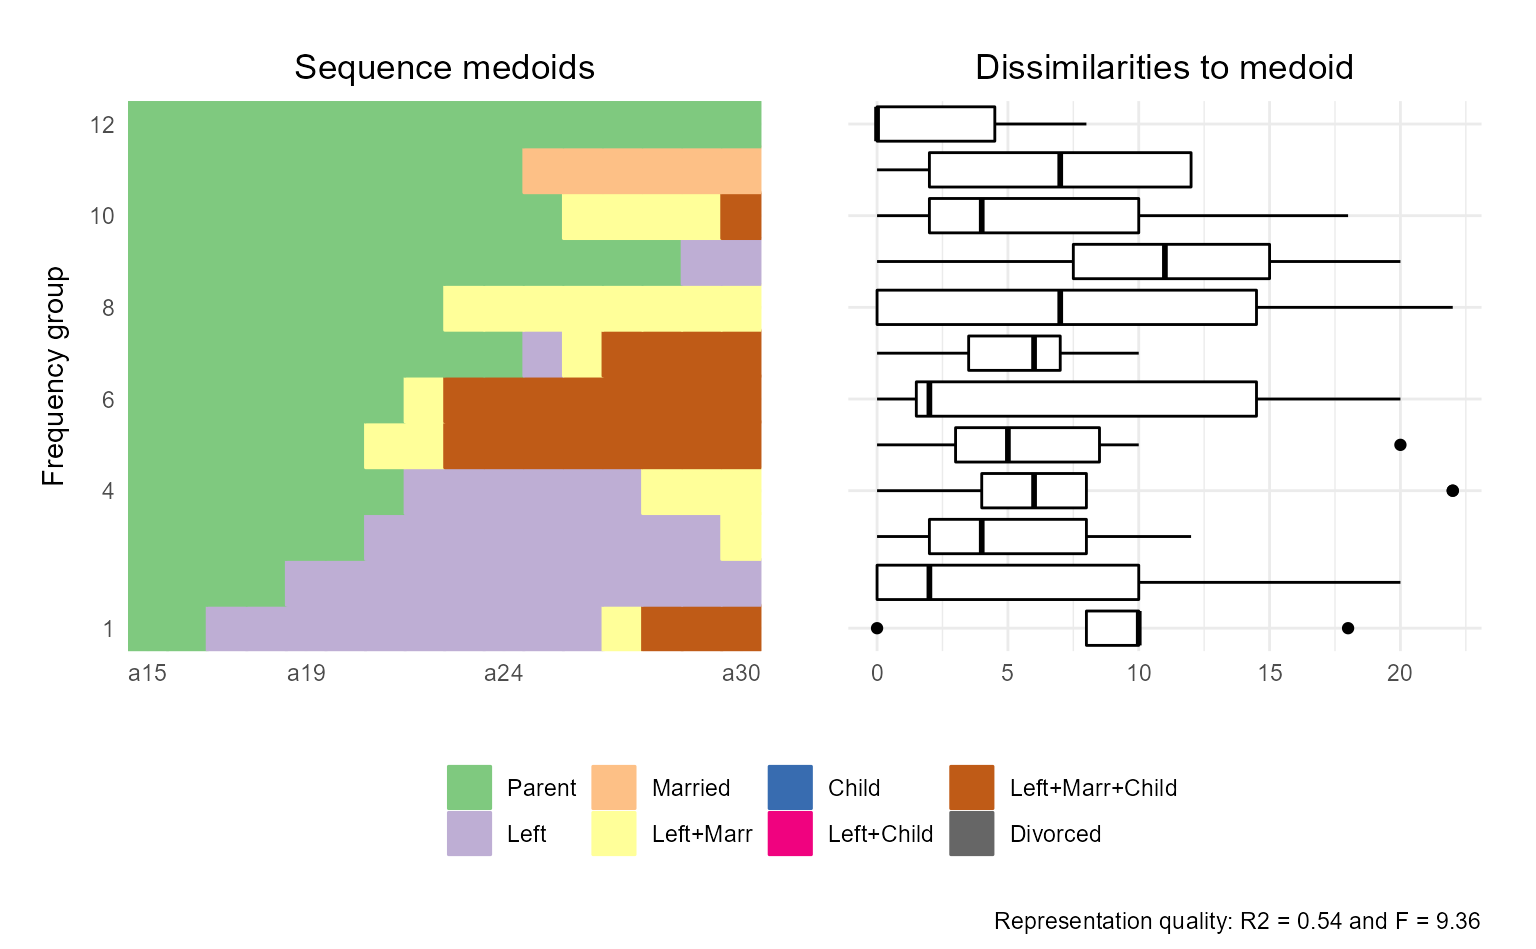 Sequence medoids
Dissimilarities to medoid
Frequency group
12
10
8
6
4
1
a15 a19 a24 a30
0 5 10 15 20
Parent Married Child Left+Marr+Child
Left Left+Marr Left+Child Divorced
Representation quality: R2 = 0.54 and F = 9.36